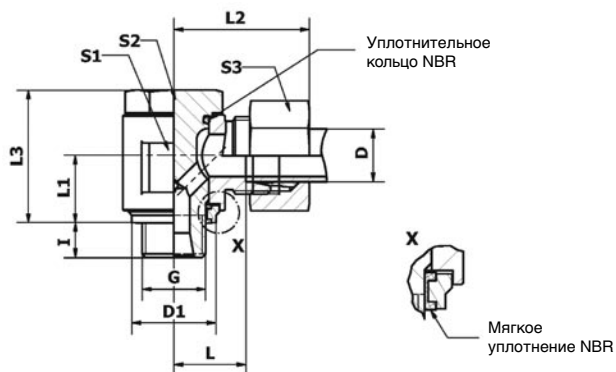 L2
S2
S1
S3
Уплотнительное
кольцо NBR
L3
L1
I
D
X
G
D1
L
X
Мягкое
уплотнение NBR